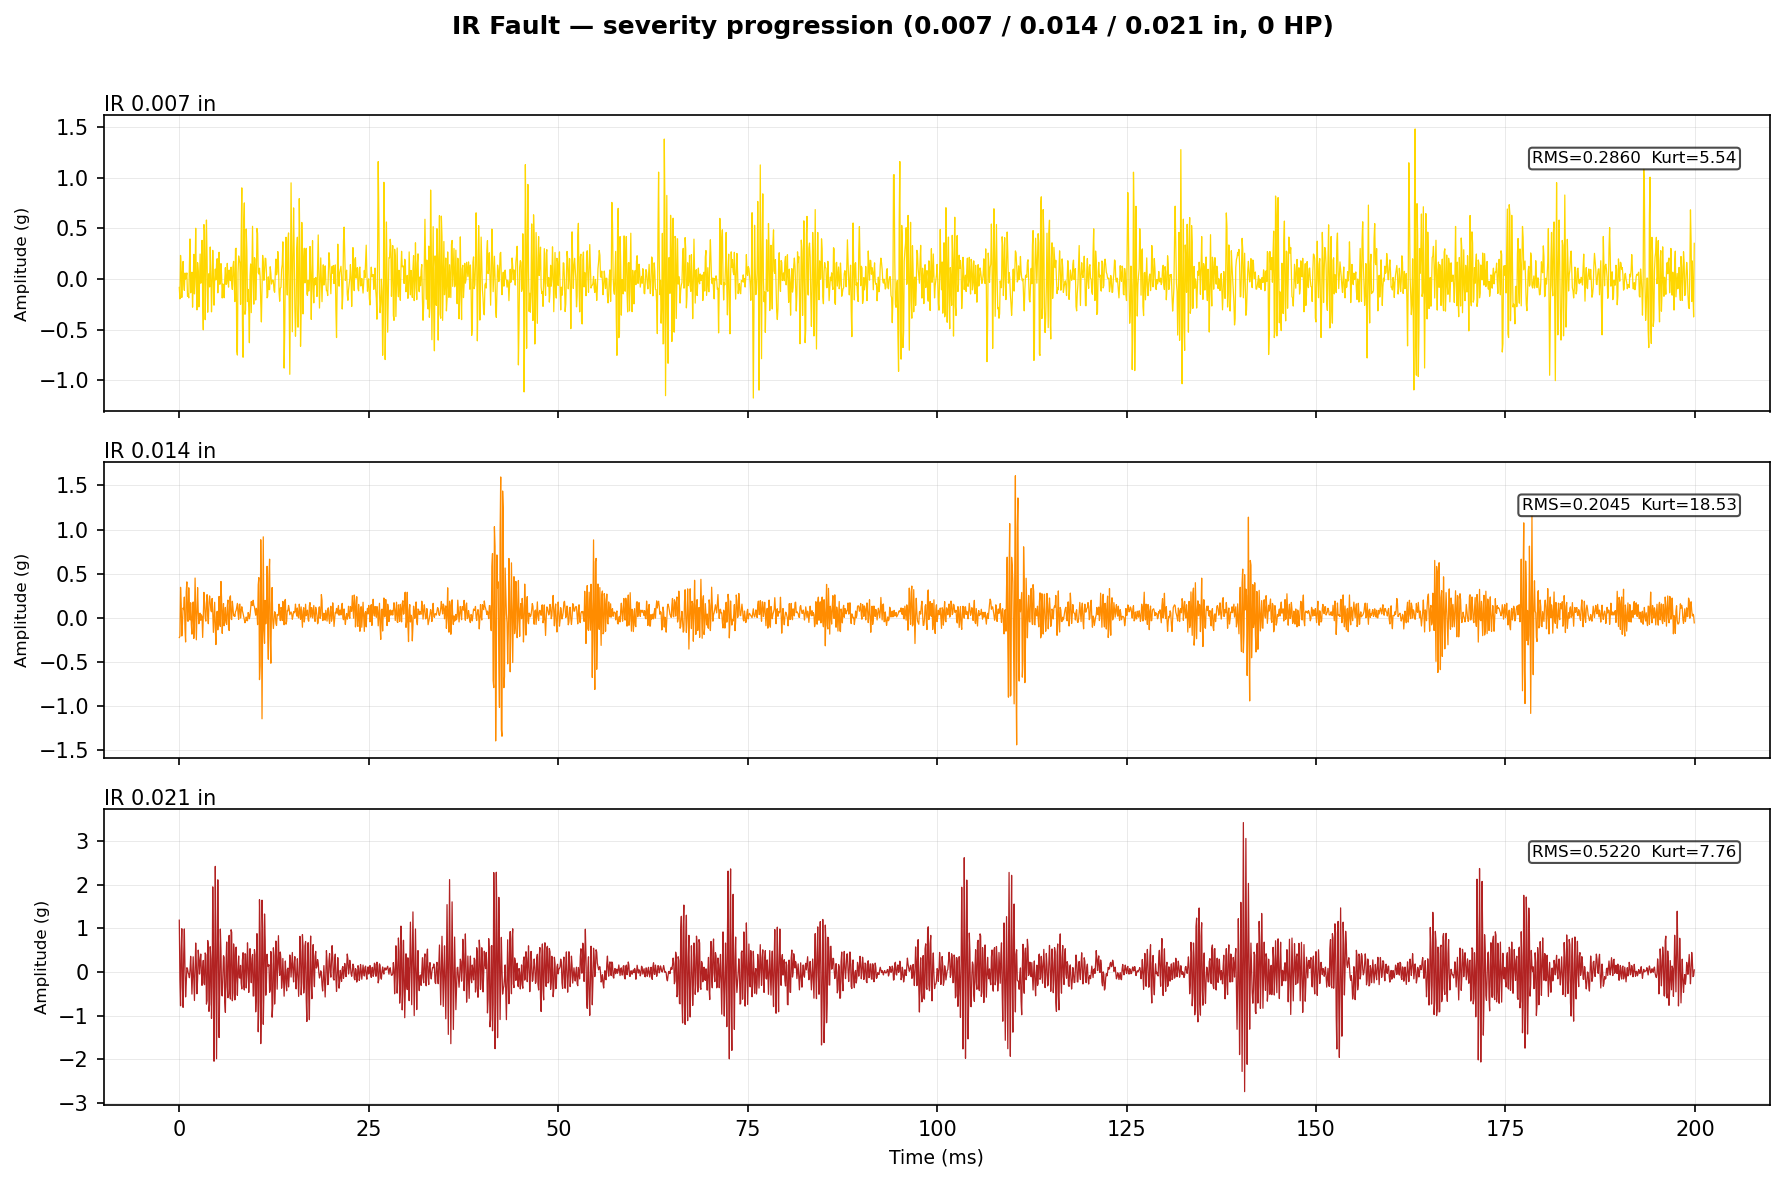 IR Fault — severity progression (0.007 / 0.014 / 0.021 in, 0 HP)
IR 0.007 in
1.5
1.0
0.5
0.0
−0.5
−1.0
Amplitude (g)
RMS=0.2860  Kurt=5.54
IR 0.014 in
1.5
1.0
0.5
0.0
−0.5
−1.0
−1.5
Amplitude (g)
RMS=0.2045  Kurt=18.53
IR 0.021 in
3
2
1
0
−1
−2
−3
Amplitude (g)
RMS=0.5220  Kurt=7.76
0 25 50 75 100 125 150 175 200
Time (ms)